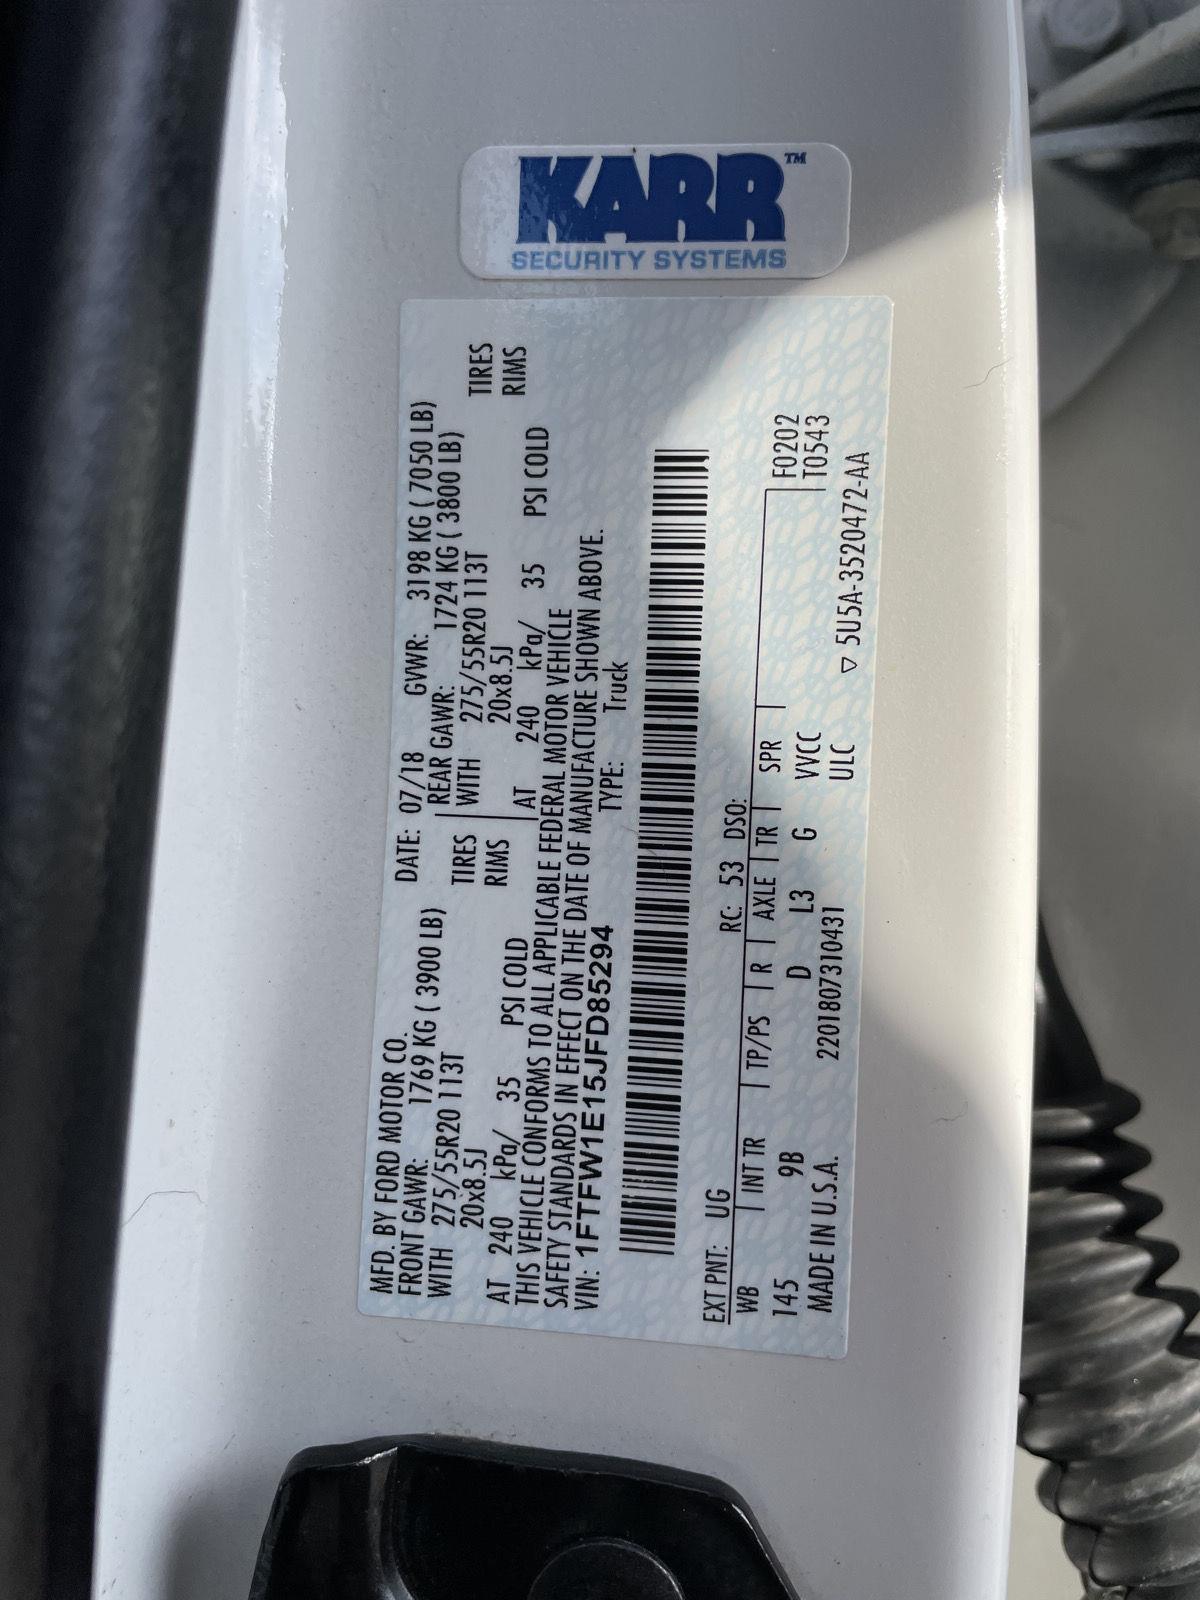 KARR™
SECURITY SYSTEMS
MFD. BY FORD MOTOR CO.
DATE: 07/18 GVWR: 3198 KG ( 7050 LB)
FRONT GAWR: 1769 KG ( 3900 LB) REAR GAWR: 1724 KG ( 3800 LB)
WITH 275/55R20 113T TIRES WITH 275/55R20 113T TIRES
20x8.5J RIMS 20x8.5J RIMS
AT 240 kPa/ 35 PSI COLD AT 240 kPa/ 35 PSI COLD
THIS VEHICLE CONFORMS TO ALL APPLICABLE FEDERAL MOTOR VEHICLE
SAFETY STANDARDS IN EFFECT ON THE DATE OF MANUFACTURE SHOWN ABOVE.
VIN: 1FTFW1E15JFD85294 TYPE: Truck
EXT PNT: UG RC: 53 DSO:
WB INT TR TP/PS R AXLE TR SPR F0202
145 9B D L3 G VVCC T0543
ULC
MADE IN U.S.A. 2201807310431 ▽ 5U5A-3520472-AA